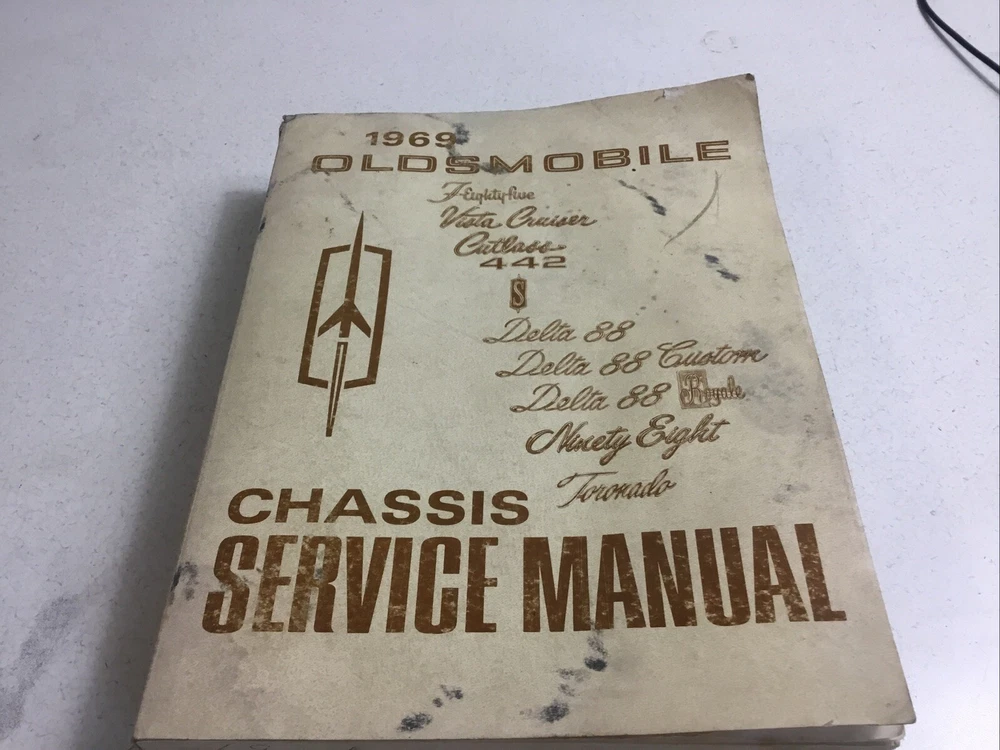 1969
OLDSMOBILE
F-Eighty-five
Vista Cruiser
Cutlass
442
S
Delta 88
Delta 88 Custom
Delta 88 Royale
Ninety Eight
Toronado
CHASSIS
SERVICE MANUAL